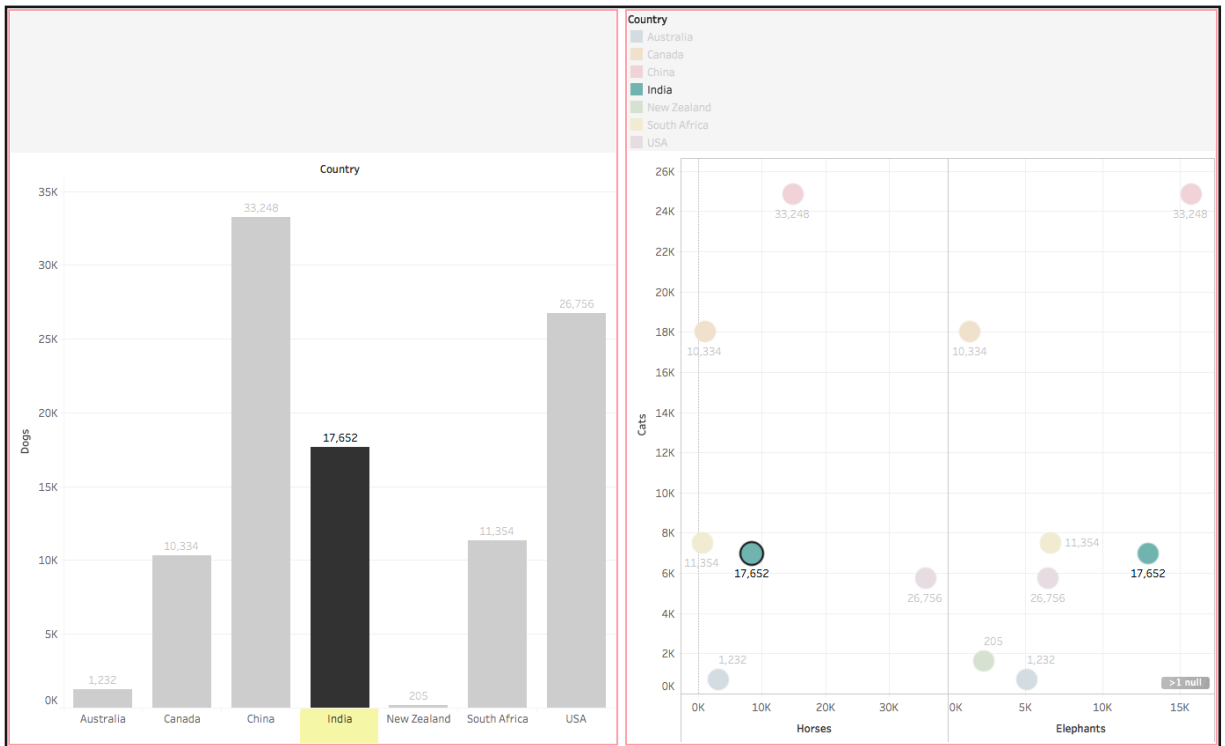 Country
35K
33,248
30K
26,756
25K
20K
17,652
Dogs
15K
11,354
10,334
10K
5K
1,232
205
0K
Australia Canada China India New Zealand South Africa USA
Country
Australia
Canada
China
India
New Zealand
South Africa
USA
26K
24K
33,248 33,248
22K
20K
18K
10,334 10,334
16K
14K
Cats
12K
10K
8K
11,354
11,354
17,652 17,652
6K
26,756 26,756
4K
205
2K
1,232 1,232
>1 null
0K
0K 10K 20K 30K 0K 5K 10K 15K
Horses Elephants